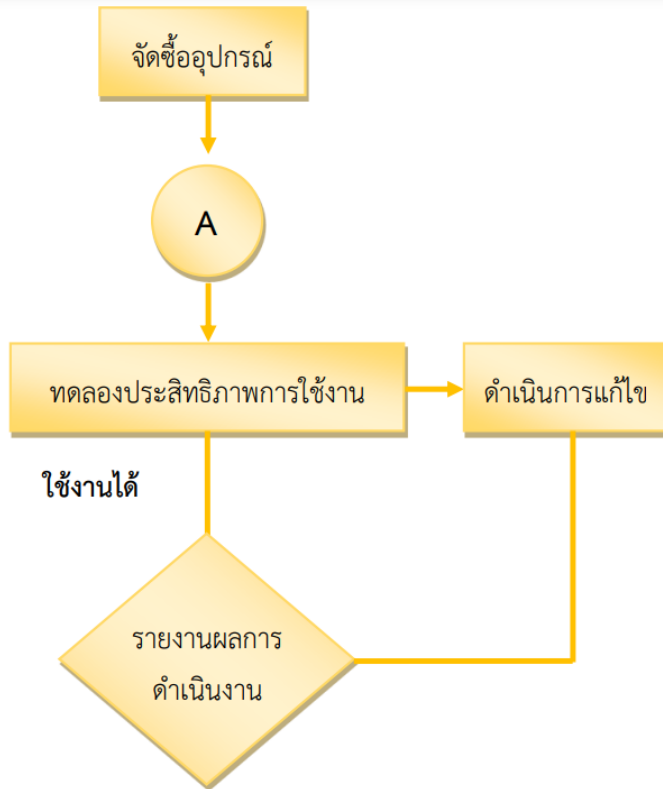 จัดซื้ออุปกรณ์
A
ทดลองประสิทธิภาพการใช้งาน
ดำเนินการแก้ไข
ใช้งานได้
รายงานผลการ
ดำเนินงาน